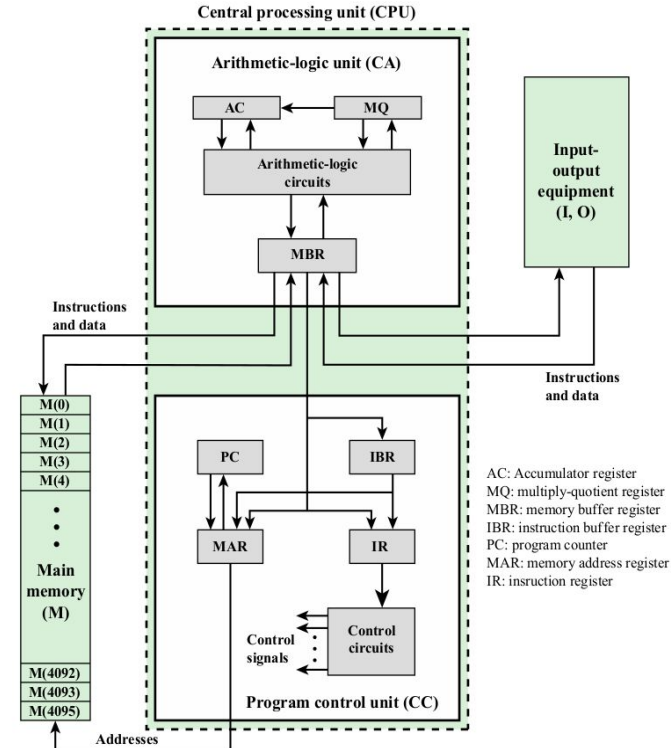 Central processing unit (CPU)
Arithmetic-logic unit (CA)
AC
MQ
Arithmetic-logic
circuits
MBR
Input-
output
equipment
(I, O)
Instructions
and data
Instructions
and data
M(0)
M(1)
M(2)
M(3)
M(4)
Main
memory
(M)
M(4092)
M(4093)
M(4095)
PC
IBR
MAR
IR
Control
signals
Control
circuits
Program control unit (CC)
Addresses
AC: Accumulator register
MQ: multiply-quotient register
MBR: memory buffer register
IBR: instruction buffer register
PC: program counter
MAR: memory address register
IR: insruction register